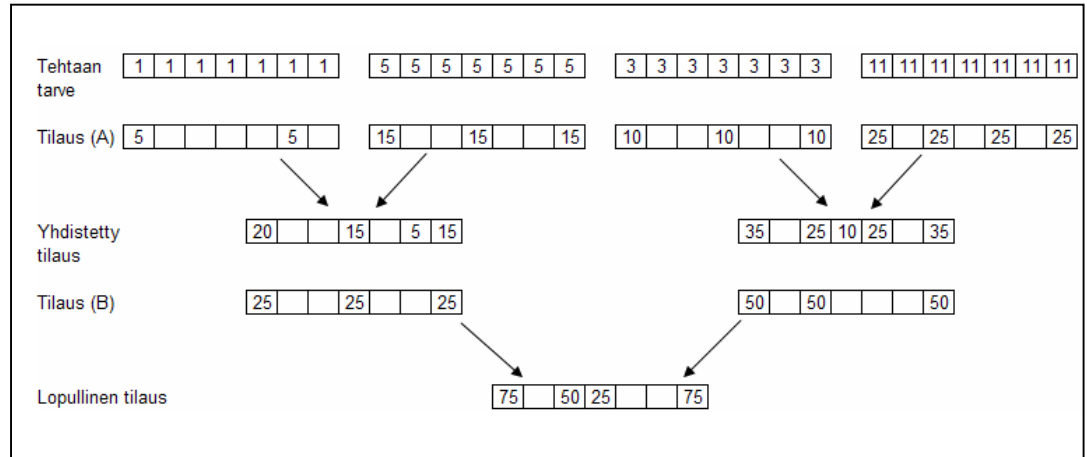 Tehtaan tarve 1 1 1 1 1 1 1 5 5 5 5 5 5 5 3 3 3 3 3 3 3 11 11 11 11 11 11 11
Tilaus (A) 5 5 15 15 15 10 10 10 25 25 25 25
Yhdistetty tilaus 20 15 5 15 35 25 10 25 35
Tilaus (B) 25 25 25 50 50 50
Lopullinen tilaus 75 50 25 75